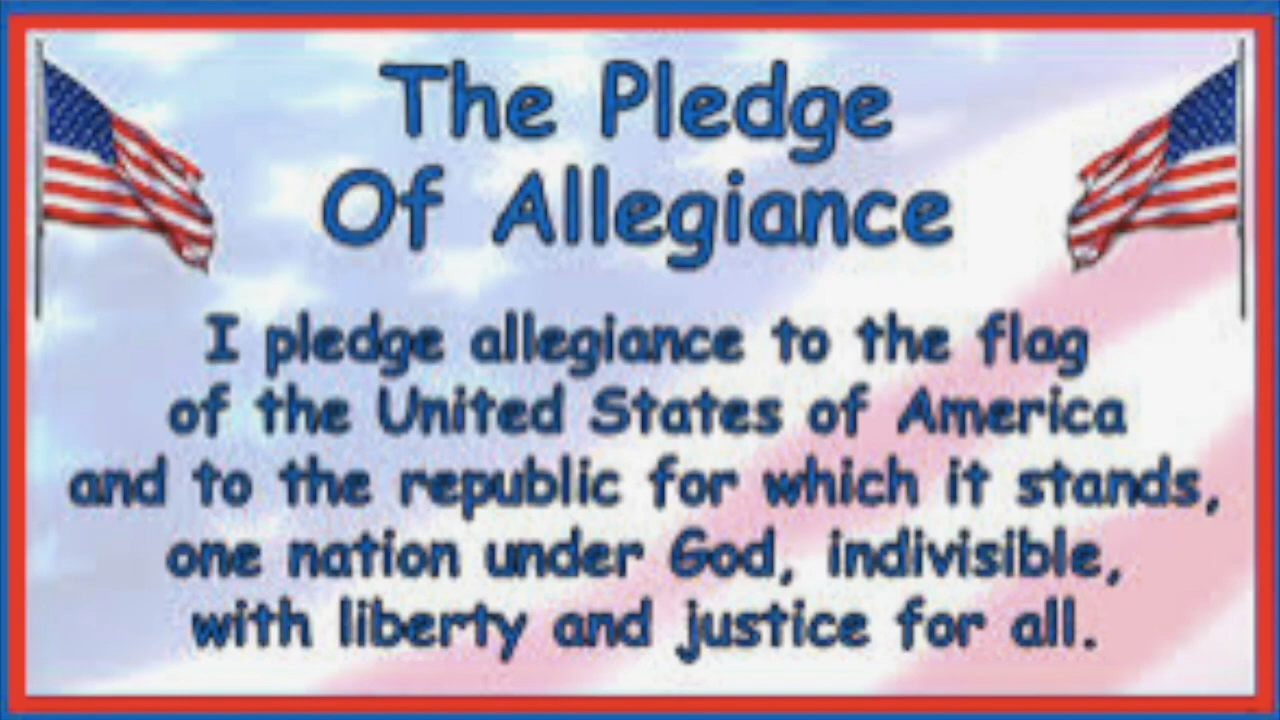 The Pledge
Of Allegiance
I pledge allegiance to the flag
of the United States of America
and to the republic for which it stands,
one nation under God, indivisible,
with liberty and justice for all.